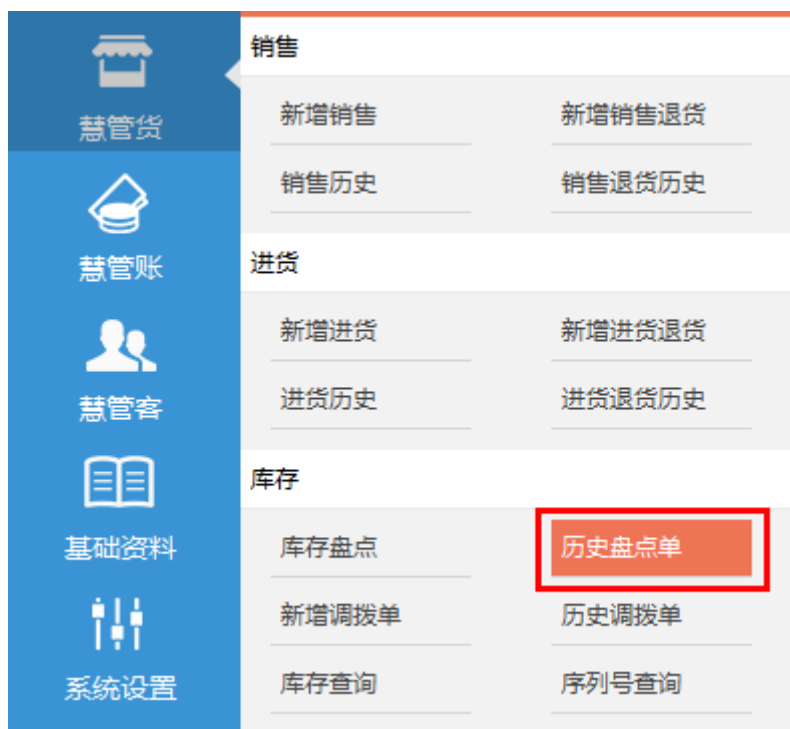 慧管货
慧管账
慧管客
基础资料
系统设置
销售
新增销售
新增销售退货
销售历史
销售退货历史
进货
新增进货
新增进货退货
进货历史
进货退货历史
库存
库存盘点
历史盘点单
新增调拨单
历史调拨单
库存查询
序列号查询